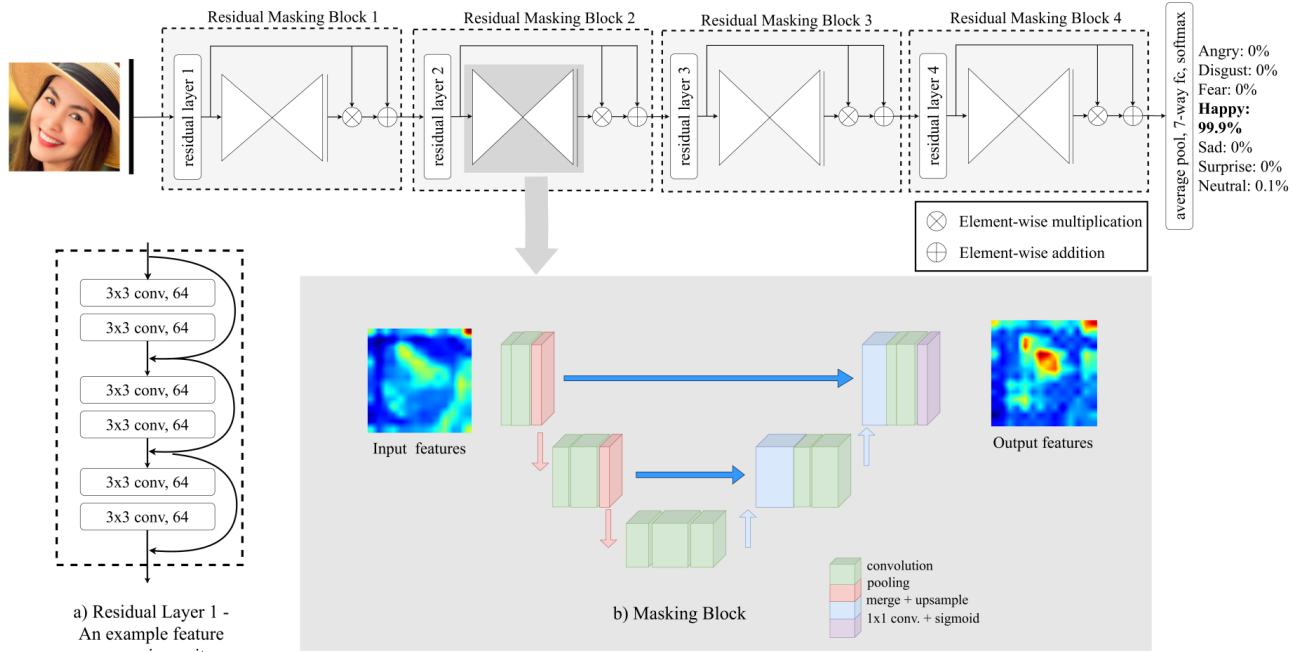 Residual Masking Block 1
Residual Masking Block 2
Residual Masking Block 3
Residual Masking Block 4
residual layer 1
residual layer 2
residual layer 3
residual layer 4
average pool, 7-way fc, softmax
Angry: 0%
Disgust: 0%
Fear: 0%
Happy:
99.9%
Sad: 0%
Surprise: 0%
Neutral: 0.1%
Element-wise multiplication
Element-wise addition
3x3 conv, 64
3x3 conv, 64
3x3 conv, 64
3x3 conv, 64
3x3 conv, 64
3x3 conv, 64
a) Residual Layer 1 -
An example feature
Input features
Output features
convolution
pooling
merge + upsample
1x1 conv. + sigmoid
b) Masking Block